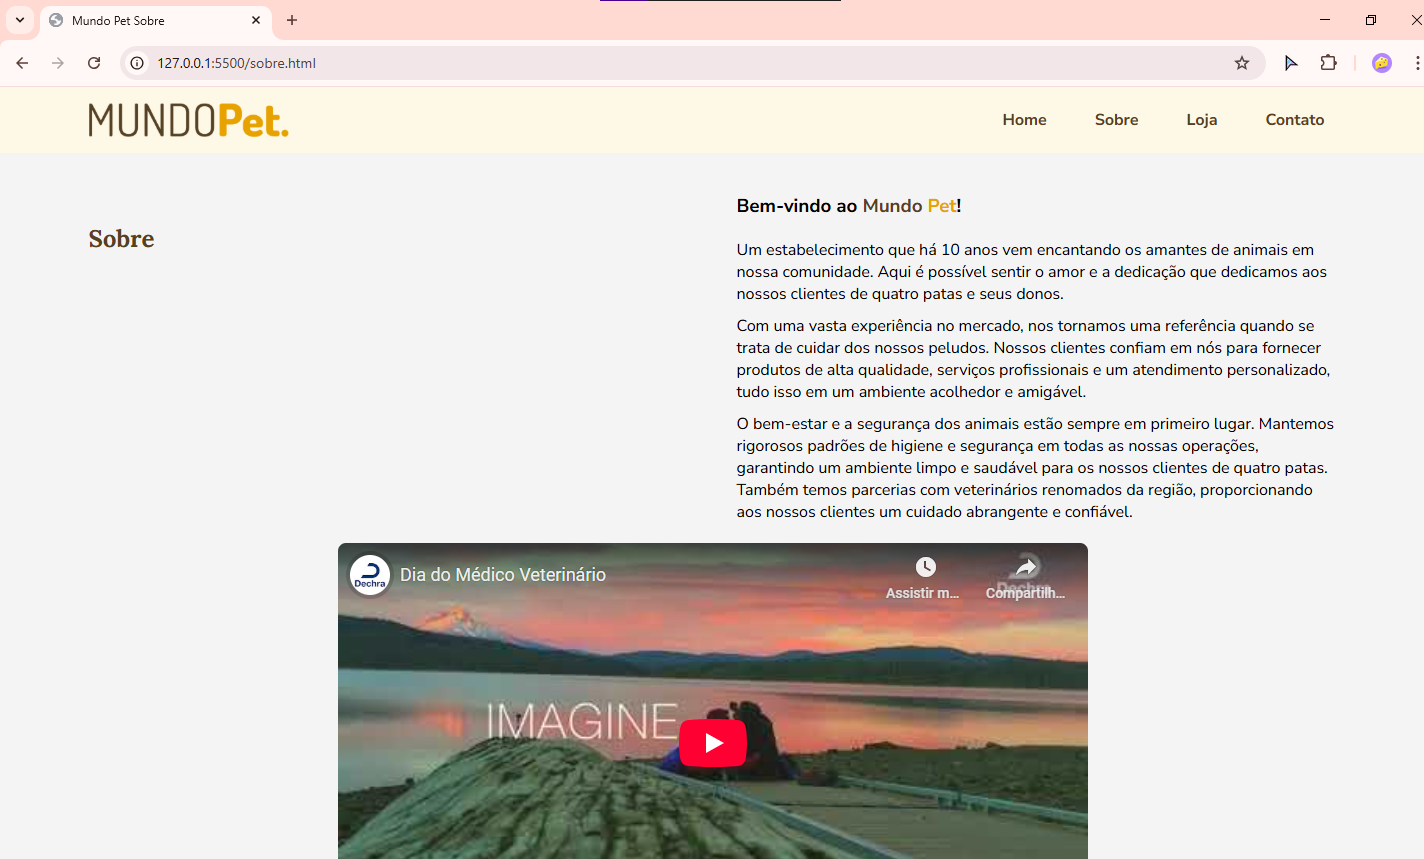 Mundo Pet Sobre
127.0.0.1:5500/sobre.html
MUNDOPet.
Home
Sobre
Loja
Contato
Sobre
Bem-vindo ao Mundo Pet!
Um estabelecimento que há 10 anos vem encantando os amantes de animais em
nossa comunidade. Aqui é possível sentir o amor e a dedicação que dedicamos aos
nossos clientes de quatro patas e seus donos.
Com uma vasta experiência no mercado, nos tornamos uma referência quando se
trata de cuidar dos nossos peludos. Nossos clientes confiam em nós para fornecer
produtos de alta qualidade, serviços profissionais e um atendimento personalizado,
tudo isso em um ambiente acolhedor e amigável.
O bem-estar e a segurança dos animais estão sempre em primeiro lugar. Mantemos
rigorosos padrões de higiene e segurança em todas as nossas operações,
garantindo um ambiente limpo e saudável para os nossos clientes de quatro patas.
Também temos parcerias com veterinários renomados da região, proporcionando
aos nossos clientes um cuidado abrangente e confiável.
Dechra
Dia do Médico Veterinário
Assistir m...
Compartilh...
Dechra
IMAGINE